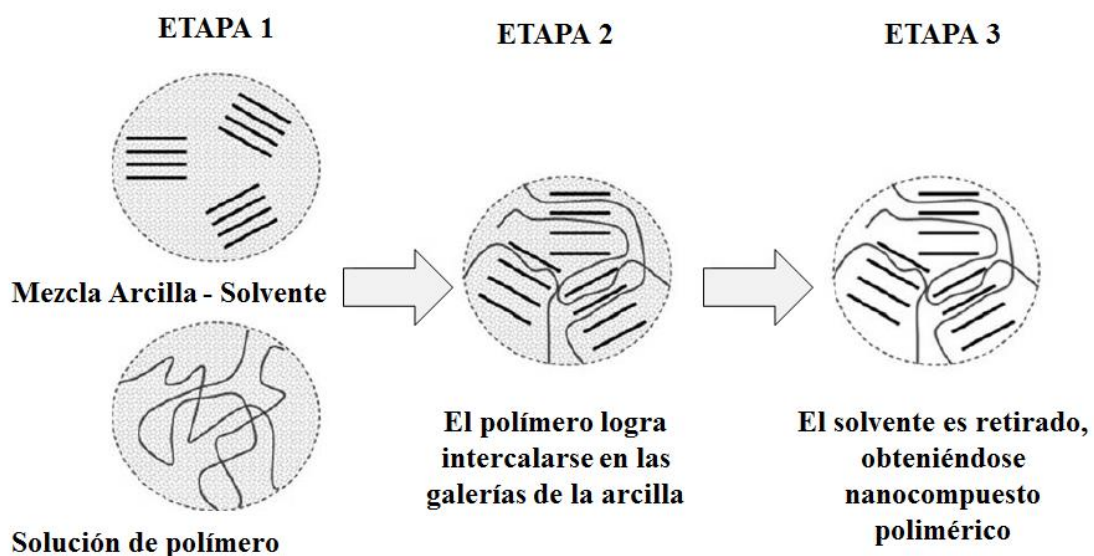 ETAPA 1
Mezcla Arcilla - Solvente
Solución de polímero
ETAPA 2
El polímero logra
intercalarse en las
galerías de la arcilla
ETAPA 3
El solvente es retirado,
obteniéndose
nanocompuesto
polimérico